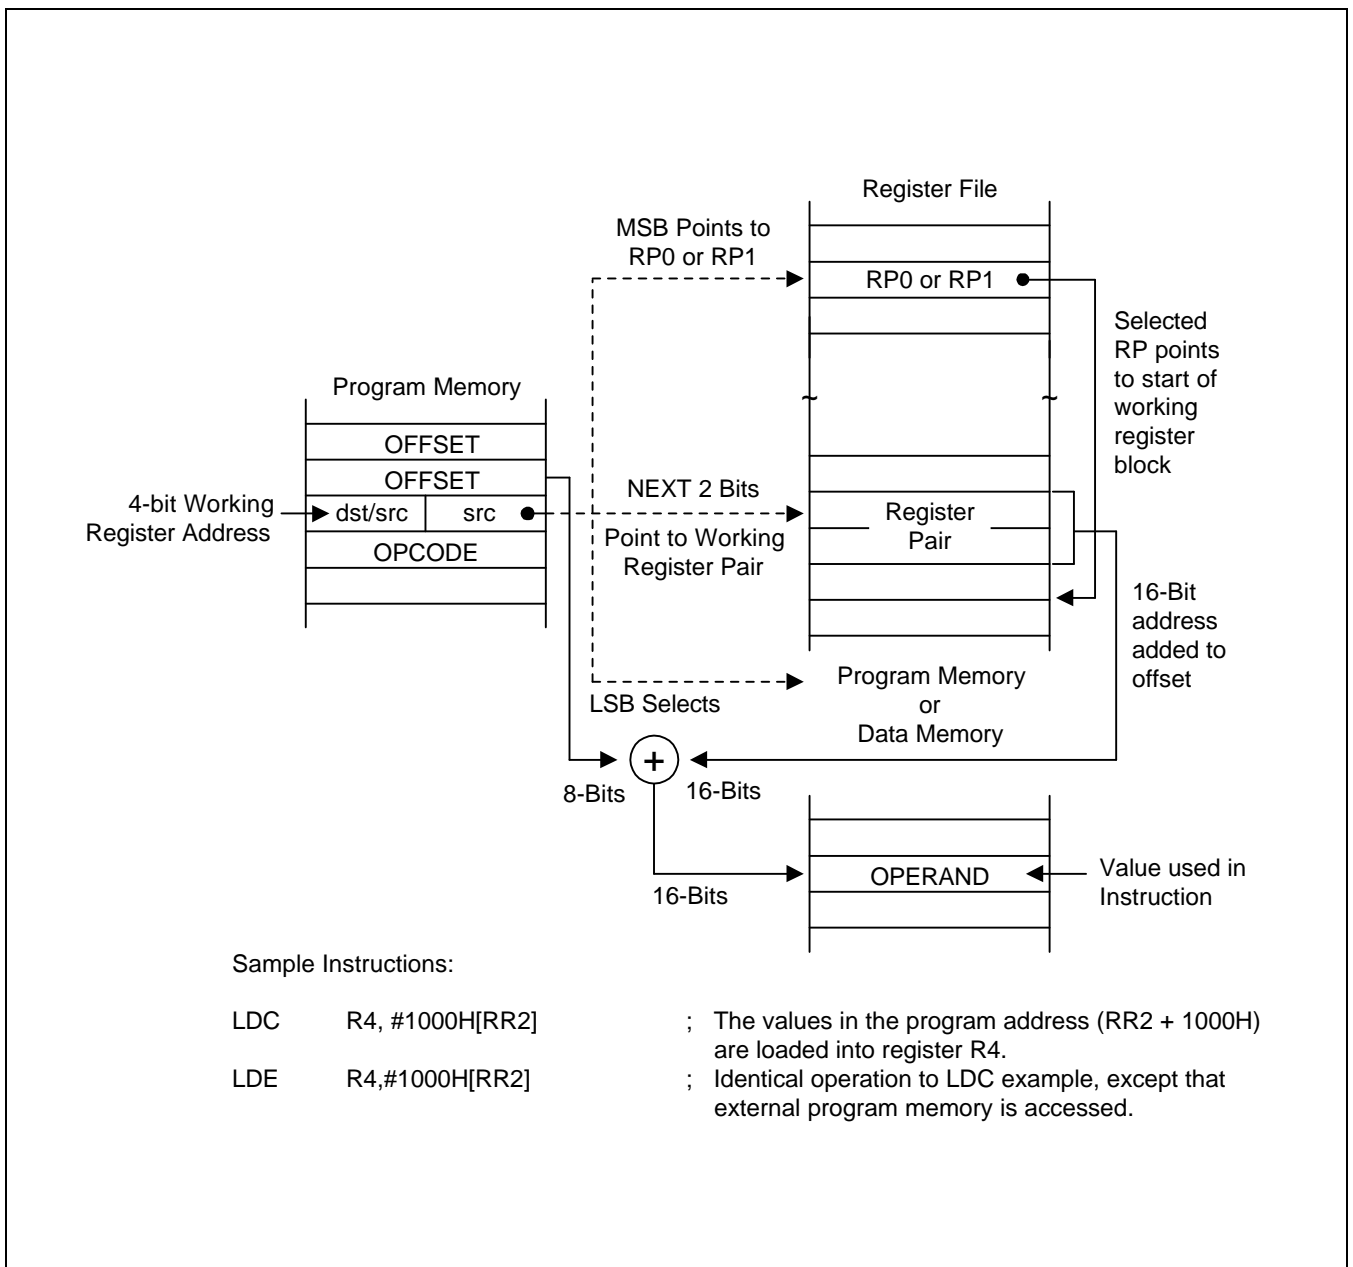 Register File
MSB Points to
RP0 or RP1
RP0 or RP1
Selected
RP points
to start of
working
register
block
Program Memory
OFFSET
OFFSET
4-bit Working
Register Address
dst/src
src
OPCODE
NEXT 2 Bits
Point to Working
Register Pair
Register
Pair
16-Bit
address
added to
offset
LSB Selects
Program Memory
or
Data Memory
+
8-Bits
16-Bits
16-Bits
OPERAND
Value used in
Instruction
Sample Instructions:
LDC R4, #1000H[RR2] ; The values in the program address (RR2 + 1000H)
are loaded into register R4.
LDE R4,#1000H[RR2] ; Identical operation to LDC example, except that
external program memory is accessed.